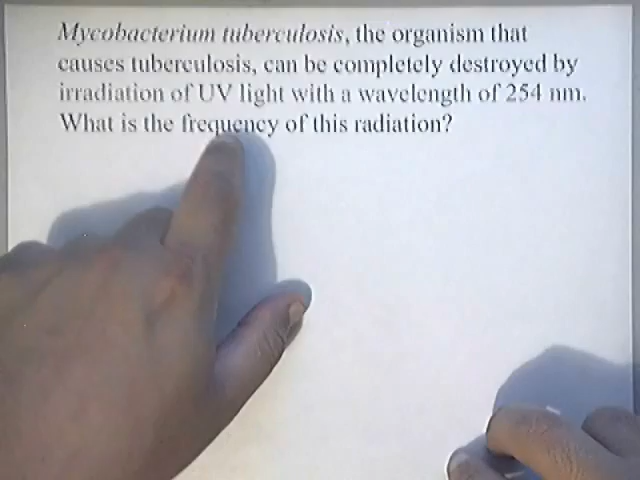 Mycobacterium tuberculosis, the organism that
causes tuberculosis, can be completely destroyed by
irradiation of UV light with a wavelength of 254 nm.
What is the frequency of this radiation?